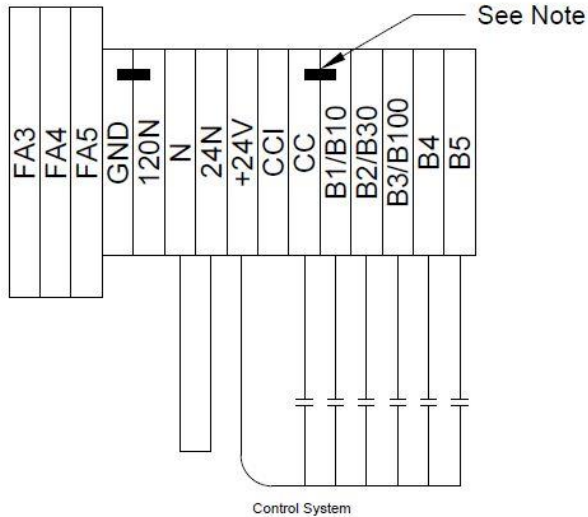 See Note
FA3
FA4
FA5
GND
120N
N
24N
+24V
CCI
CC
B1/B10
B2/B30
B3/B100
B4
B5
Control System